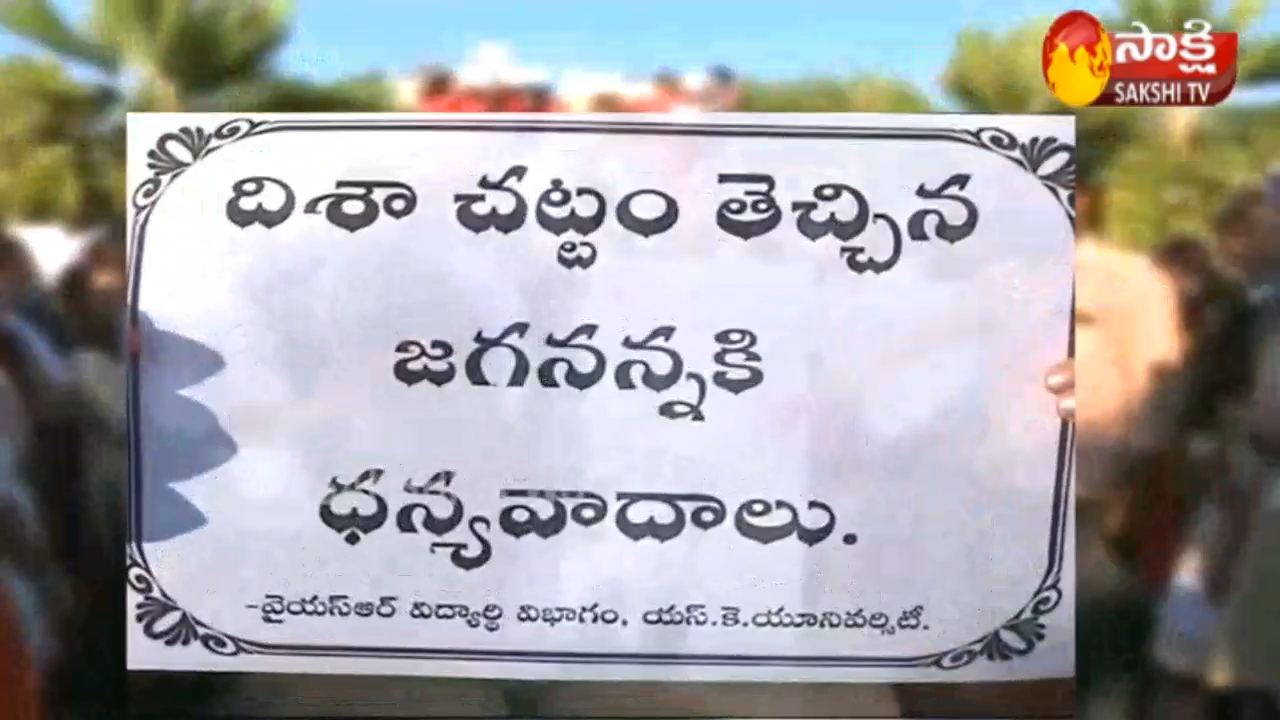 సాక్షి
SAKSHI TV
దిశా చట్టం తెచ్చిన
జగనన్నకి
ధన్యవాదాలు.
-వైయస్ఆర్ విద్యార్థి విభాగం, యస్.కె.యూనివర్సిటీ.